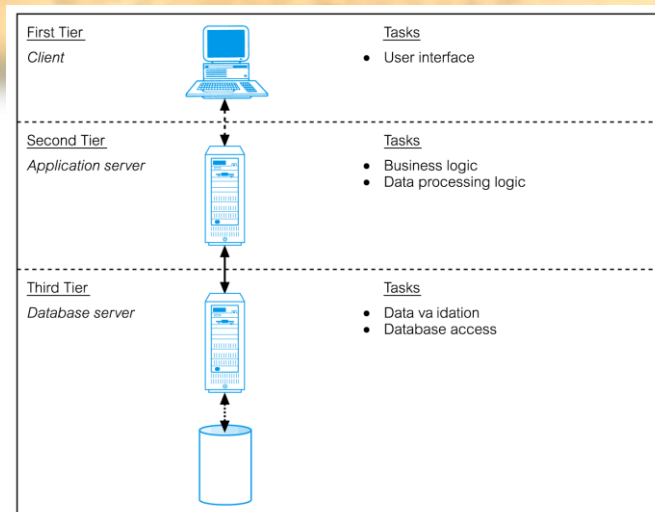 First Tier
Tasks
Client
• User interface
Second Tier
Tasks
Application server
• Business logic
• Data processing logic
Third Tier
Tasks
Database server
• Data va idation
• Database access